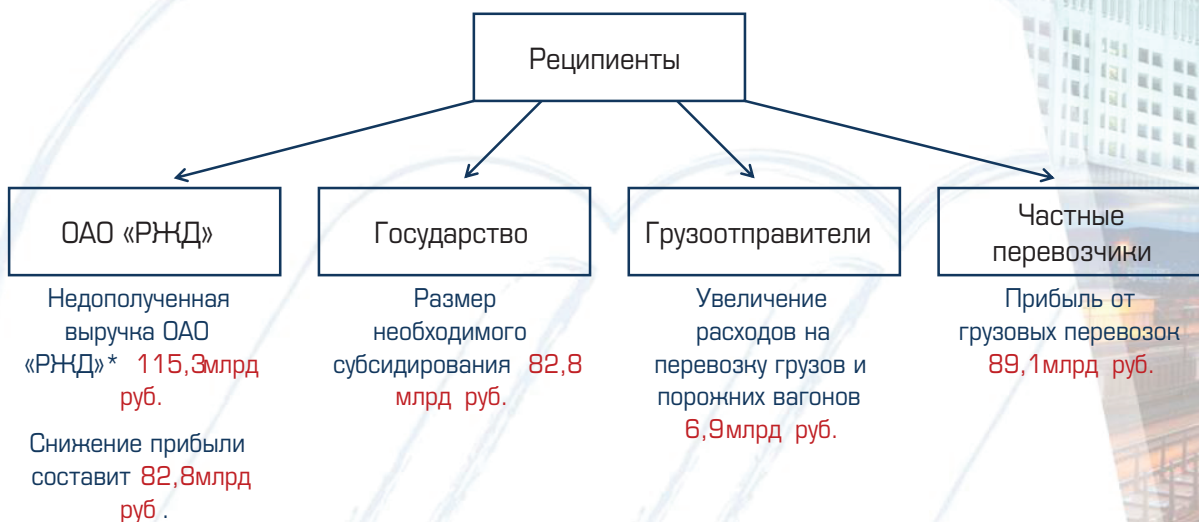 Реципиенты
ОАО «РЖД»
Недополученная
выручка ОАО
«РЖД»* 115,3млрд
руб.
Снижение прибыли
составит 82,8млрд
руб .
Государство
Размер
необходимого
субсидирования 82,8
млрд руб.
Грузоотправители
Увеличение
расходов на
перевозку грузов и
порожних вагонов
6,9млрд руб.
Частные
перевозчики
Прибыль от
грузовых перевозок
89,1млрд руб.